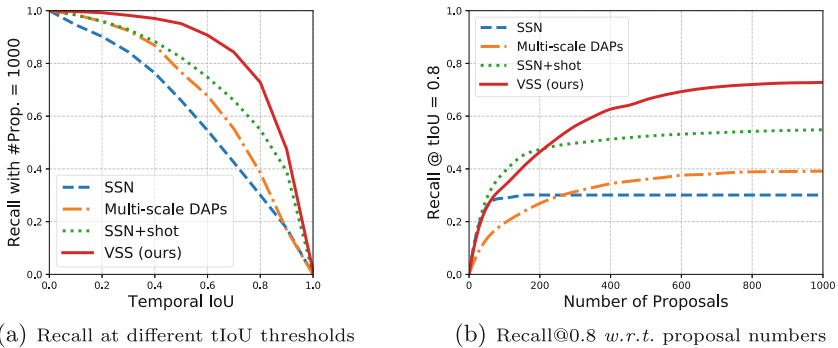 1.0
0.8
0.6
0.4
0.2
0.0
Recall with #Prop. = 1000
SSN
Multi-scale DAPs
SSN+shot
VSS (ours)
0.0 0.2 0.4 0.6 0.8 1.0
Temporal IoU
(a) Recall at different tIoU thresholds
1.0
0.8
0.6
0.4
0.2
0.0
Recall @ tIoU = 0.8
SSN
Multi-scale DAPs
SSN+shot
VSS (ours)
0 200 400 600 800 1000
Number of Proposals
(b) Recall@0.8 w.r.t. proposal numbers